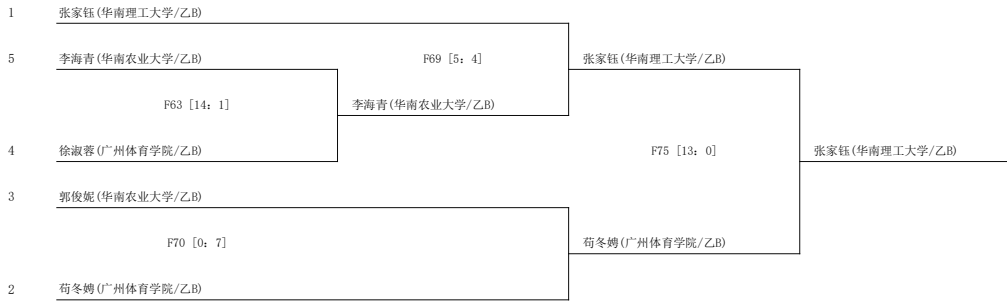 1 张家钰(华南理工大学/乙B)
5 李海青(华南农业大学/乙B) F69 [5: 4] 张家钰(华南理工大学/乙B)
F63 [14: 1] 李海青(华南农业大学/乙B)
4 徐淑蓉(广州体育学院/乙B) F75 [13: 0] 张家钰(华南理工大学/乙B)
3 郭俊妮(华南农业大学/乙B)
F70 [0: 7] 荀冬娉(广州体育学院/乙B)
2 荀冬娉(广州体育学院/乙B)